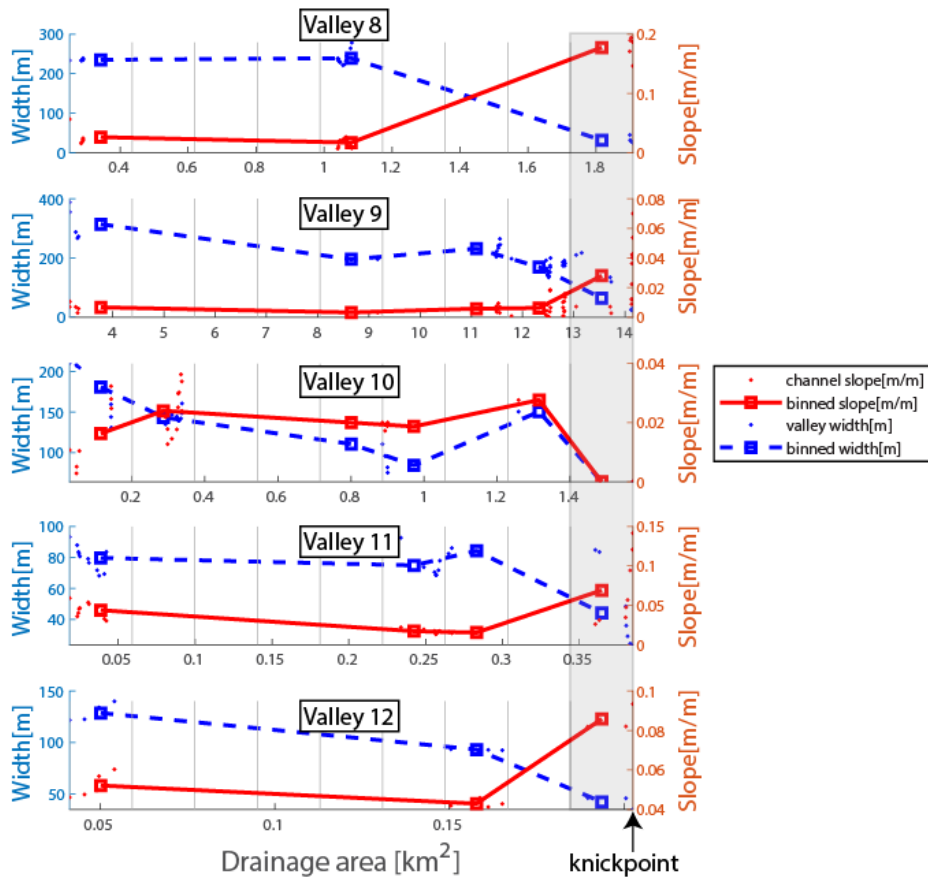 Valley 8
Width[m]
300
200
100
0
Slope[m/m]
0.2
0.1
0
0.4 0.6 0.8 1 1.2 1.4 1.6 1.8
Valley 9
Width[m]
400
200
0
Slope[m/m]
0.08
0.06
0.04
0.02
0
4 5 6 7 8 9 10 11 12 13 14
Valley 10
Width[m]
200
150
100
Slope[m/m]
0.04
0.02
0
0.2 0.4 0.6 0.8 1 1.2 1.4
channel slope[m/m]
binned slope[m/m]
valley width[m]
binned width[m]
Valley 11
Width[m]
100
80
60
40
Slope[m/m]
0.15
0.1
0.05
0
0.05 0.1 0.15 0.2 0.25 0.3 0.35
Valley 12
Width[m]
150
100
50
Slope[m/m]
0.1
0.08
0.06
0.04
0.05 0.1 0.15
Drainage area [km²]
knickpoint